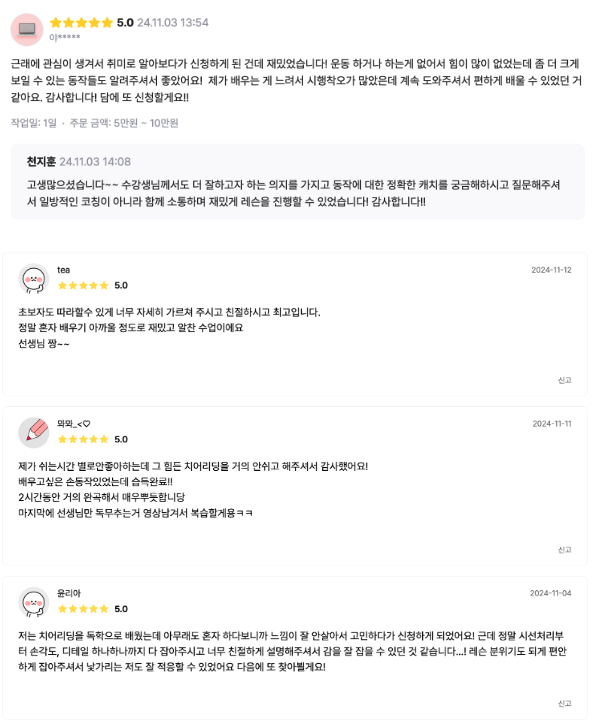 5.0 24.11.03 13:54
아*****
근래에 관심이 생겨서 취미로 알아보다가 신청하게 된 건데 재밌었습니다! 운동 하거나 하는게 없어서 힘이 많이 없었는데 좀 더 크게
보일 수 있는 동작들도 알려주셔서 좋았어요! 제가 배우는 게 느려서 시행착오가 많았은데 계속 도와주셔서 편하게 배울 수 있었던 거
같아요. 감사합니다! 담에 또 신청할게요!!
작업일: 1일 · 주문 금액: 5만원 ~ 10만원
천지훈 24.11.03 14:08
고생많으셨습니다~~ 수강생님께서도 더 잘하고자 하는 의지를 가지고 동작에 대한 정확한 캐치를 궁금해하시고 질문해주셔
서 일방적인 코칭이 아니라 함께 소통하며 재밌게 레슨을 진행할 수 있었습니다! 감사합니다!!
tea 2024-11-12
5.0
초보자도 따라할수 있게 너무 자세히 가르쳐 주시고 친절하시고 최고입니다.
정말 혼자 배우기 아까울 정도로 재밌고 알찬 수업이에요
선생님 짱~~
신고
뫄뫄_<♡ 2024-11-11
5.0
제가 쉬는시간 별로안좋아하는데 그 힘든 치어리딩을 거의 안쉬고 해주셔서 감사했어요!
배우고싶은 손동작있었는데 습득완료!!
2시간동안 거의 완곡해서 매우뿌듯합니당
마지막에 선생님만 독무추는거 영상남겨서 복습할게용ㅋㅋ
신고
윤리아 2024-11-04
5.0
저는 치어리딩을 독학으로 배웠는데 아무래도 혼자 하다보니까 느낌이 잘 안살아서 고민하다가 신청하게 되었어요! 근데 정말 시선처리부
터 손각도, 디테일 하나하나까지 다 잡아주시고 너무 친절하게 설명해주셔서 감을 잘 잡을 수 있던 것 같습니다...! 레슨 분위기도 되게 편안
하게 잡아주셔서 낯가리는 저도 잘 적응할 수 있었어요 다음에 또 찾아뵐게요!
신고